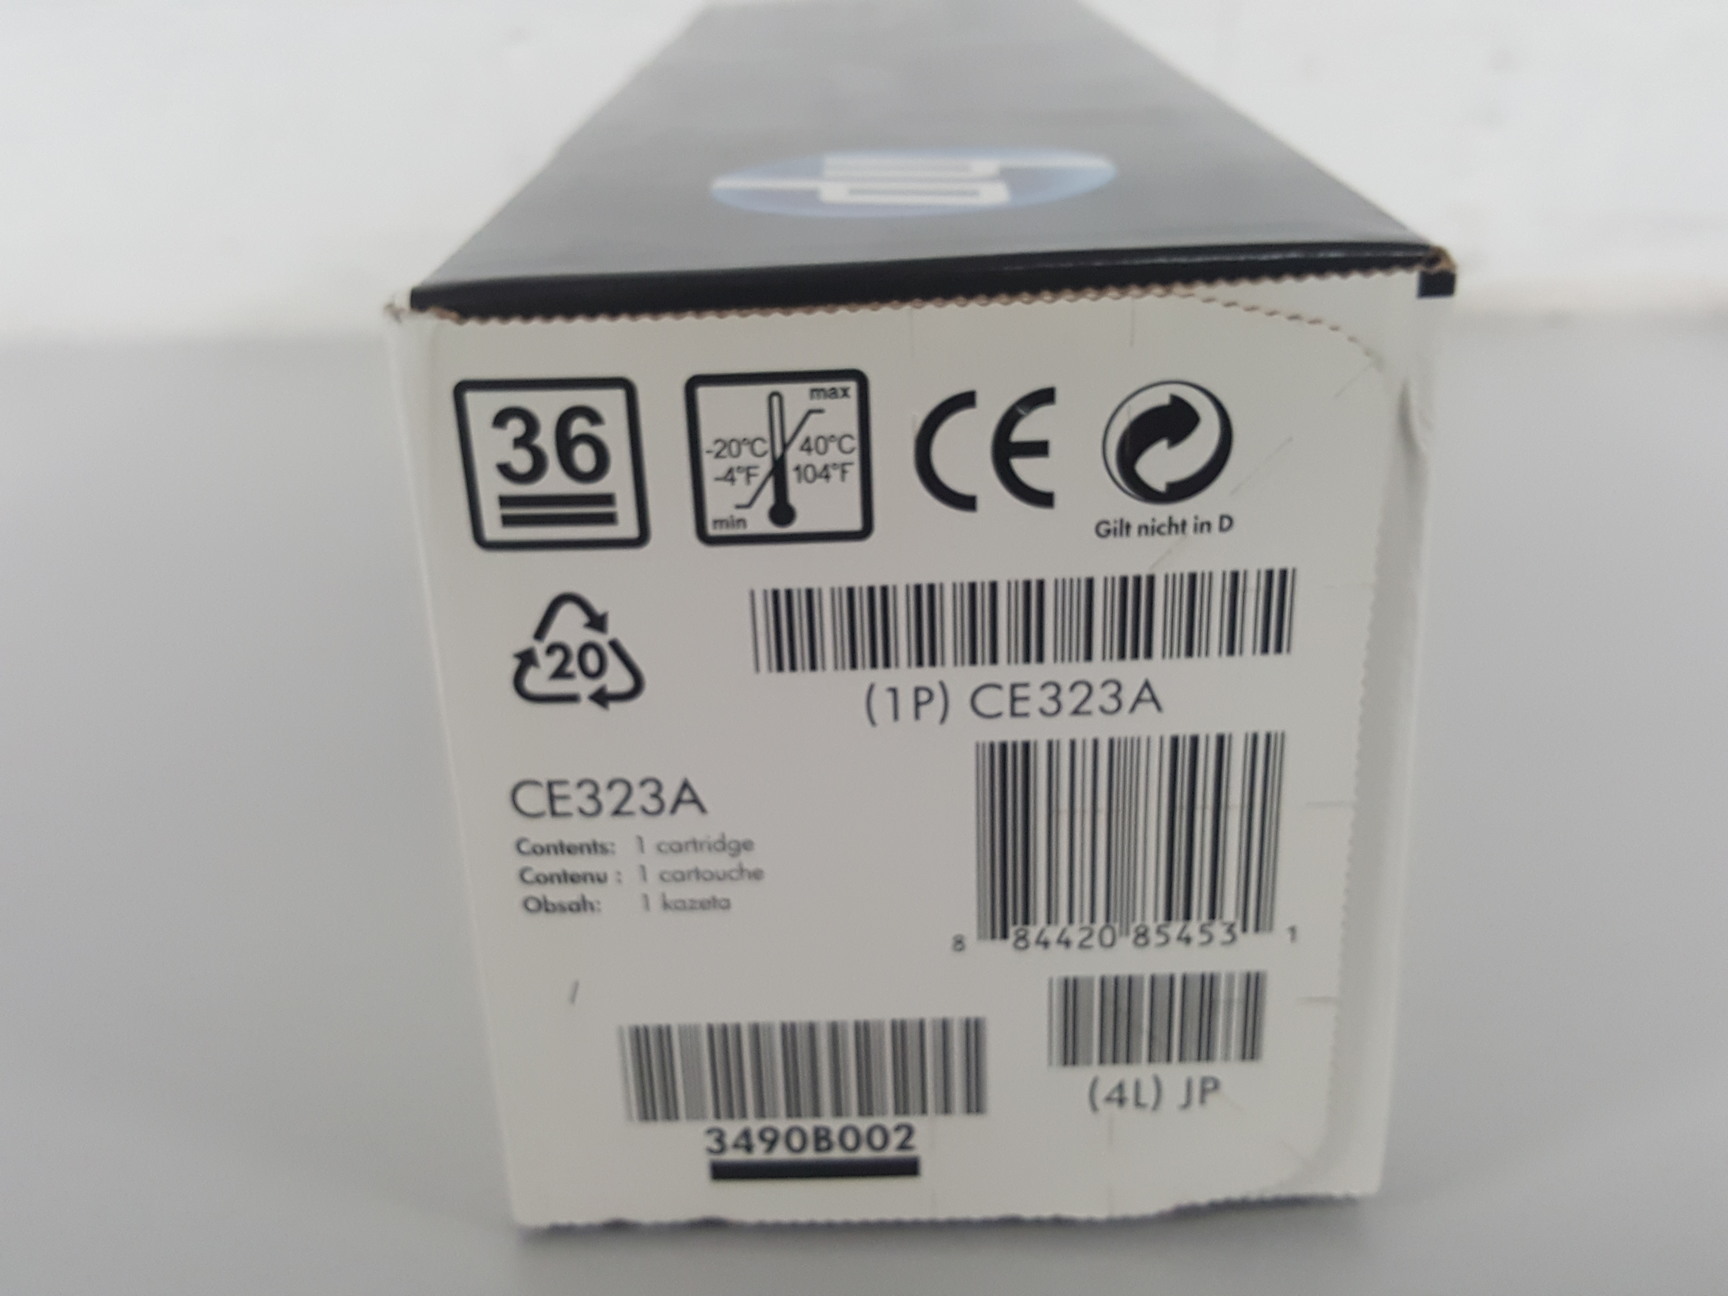 hp
36
max
-20°C 40°C
-4°F 104°F
min
CE
Gilt nicht in D
20
(1P) CE323A
CE323A
Contents: 1 cartridge
Contenu : 1 cartouche
Obsah: 1 kazeta
8 84420 85453 1
(4L) JP
3490B002